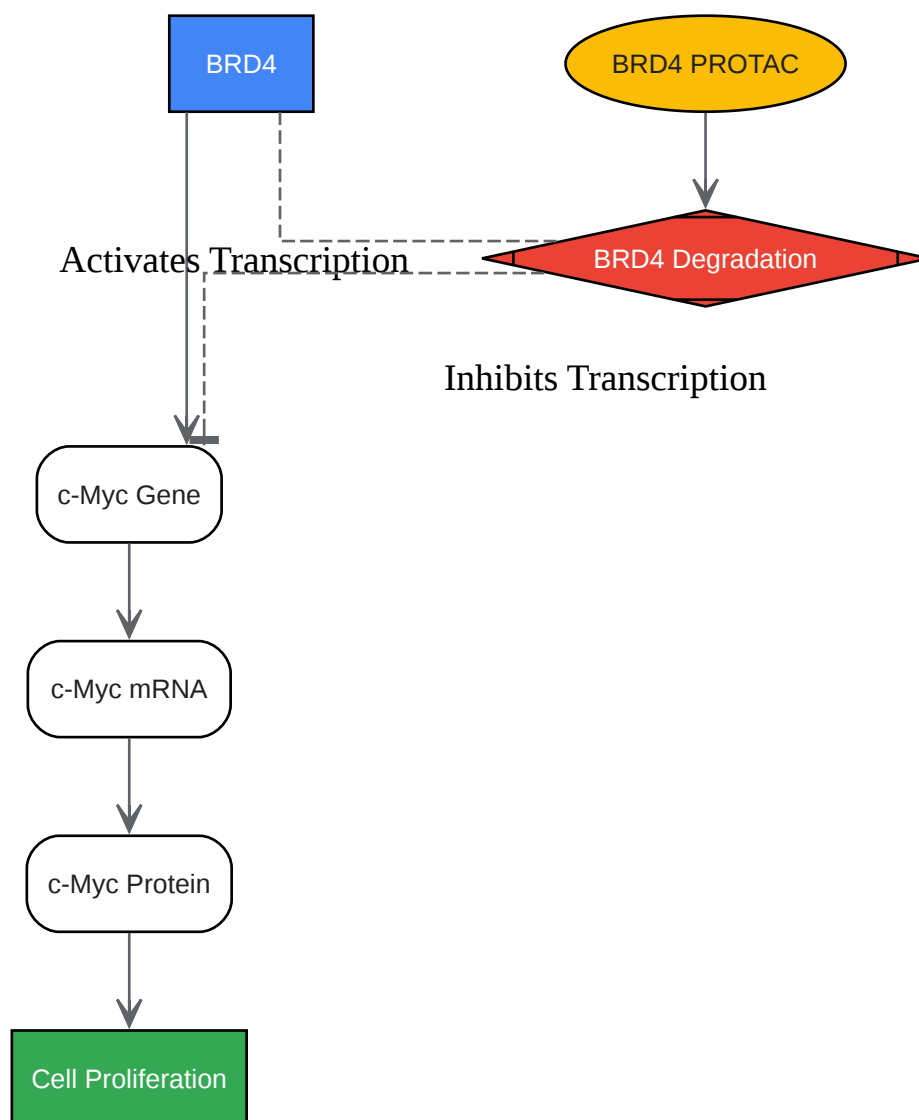 BRD4
BRD4 PROTAC
Activates Transcription
BRD4 Degradation
Inhibits Transcription
c-Myc Gene
c-Myc mRNA
c-Myc Protein
Cell Proliferation